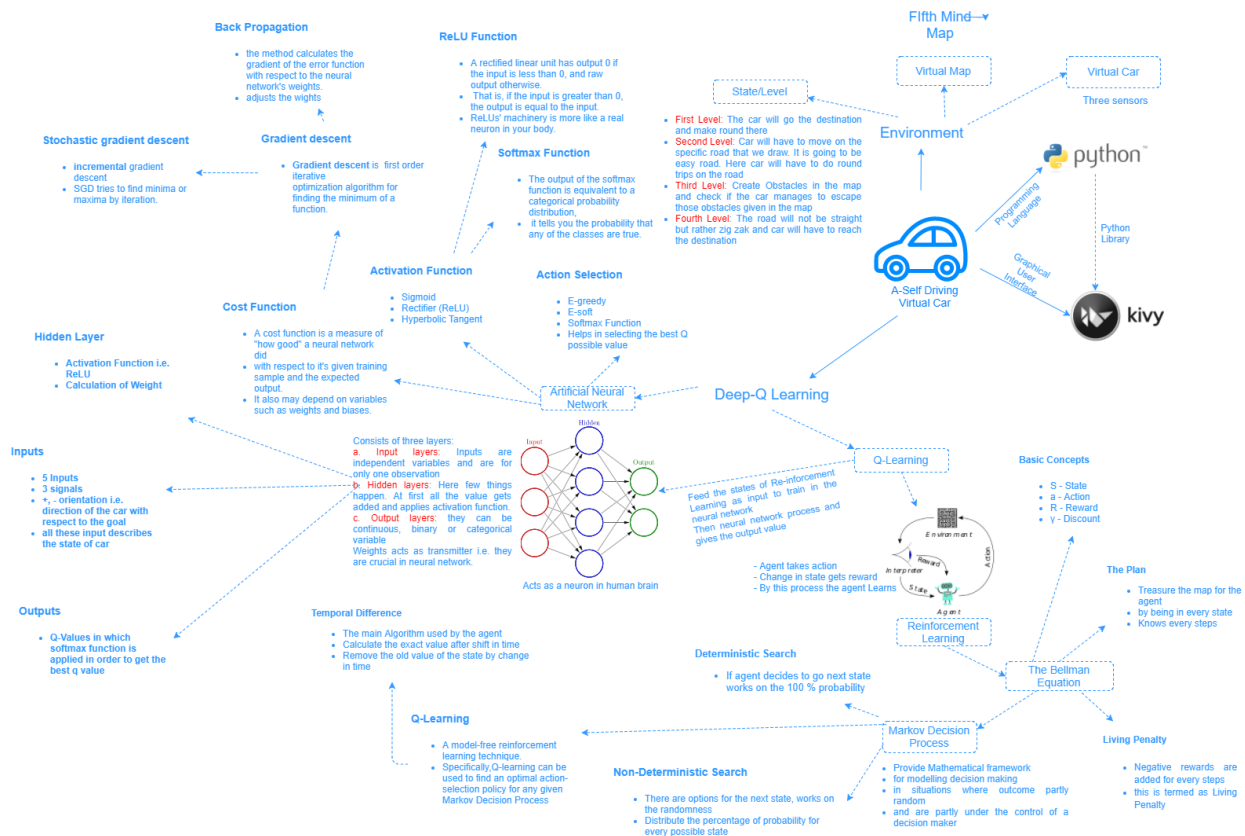 FIfth Mind
Map
Virtual Map
Virtual Car
Three sensors
State/Level
Environment
First Level: The car will go the destination
and make round there
Second Level: Car will have to move on the
specific road that we draw. It is going to be
easy road. Here car will have to do round
trips on the road
Third Level: Create Obstacles in the map
and check if the car manages to escape
those obstacles given in the map
Fourth Level: The road will not be straight
but rather zig zak and car will have to reach
the destination
python™
Programming
Language
Python
Library
Graphical
User
Interface
kivy
A-Self Driving
Virtual Car
Back Propagation
the method calculates the
gradient of the error function
with respect to the neural
network's weights.
adjusts the wights
ReLU Function
A rectified linear unit has output 0 if
the input is less than 0, and raw
output otherwise.
That is, if the input is greater than 0,
the output is equal to the input.
ReLUs' machinery is more like a real
neuron in your body.
Stochastic gradient descent
incremental gradient
descent
SGD tries to find minima or
maxima by iteration.
Gradient descent
Gradient descent is first order
iterative
optimization algorithm for
finding the minimum of a
function.
Softmax Function
The output of the softmax
function is equivalent to a
categorical probability
distribution,
it tells you the probability that
any of the classes are true.
Activation Function
Sigmoid
Rectifier (ReLU)
Hyperbolic Tangent
Action Selection
E-greedy
E-soft
Softmax Function
Helps in selecting the best Q
possible value
Cost Function
A cost function is a measure of
"how good" a neural network
did
with respect to it's given training
sample and the expected
output.
It also may depend on variables
such as weights and biases.
Hidden Layer
Activation Function i.e.
ReLU
Calculation of Weight
Artificial Neural
Network
Deep-Q Learning
Inputs
5 Inputs
3 signals
+, - orientation i.e.
direction of the car with
respect to the goal
all these input describes
the state of car
Consists of three layers:
a. Input layers: Inputs are
independent variables and are for
only one observation
b. Hidden layers: Here few things
happen. At first all the value gets
added and applies activation function.
c. Output layers: they can be
continuous, binary or categorical
variable
Weights acts as transmitter i.e. they
are crucial in neural network.
Input
Hidden
Output
Acts as a neuron in human brain
Q-Learning
Feed the states of Re-inforcement
Learning as input to train in the
neural network
Then neural network process and
gives the output value
- Agent takes action
- Change in state gets reward
- By this process the agent Learns
Environment
Reward
Interpreter
State
Agent
Action
Reinforcement
Learning
Basic Concepts
S - State
a - Action
R - Reward
γ - Discount
The Plan
Treasure the map for the
agent
by being in every state
Knows every steps
The Bellman
Equation
Living Penalty
Negative rewards are
added for every steps
this is termed as Living
Penalty
Outputs
Q-Values in which
softmax function is
applied in order to get the
best q value
Temporal Difference
The main Algorithm used by the agent
Calculate the exact value after shift in time
Remove the old value of the state by change
in time
Deterministic Search
If agent decides to go next state
works on the 100 % probability
Q-Learning
A model-free reinforcement
learning technique.
Specifically,Q-learning can be
used to find an optimal action-
selection policy for any given
Markov Decision Process
Markov Decision
Process
Provide Mathematical framework
for modelling decision making
in situations where outcome partly
random
and are partly under the control of a
decision maker
Non-Deterministic Search
There are options for the next state, works on
the randomness
Distribute the percentage of probability for
every possible state